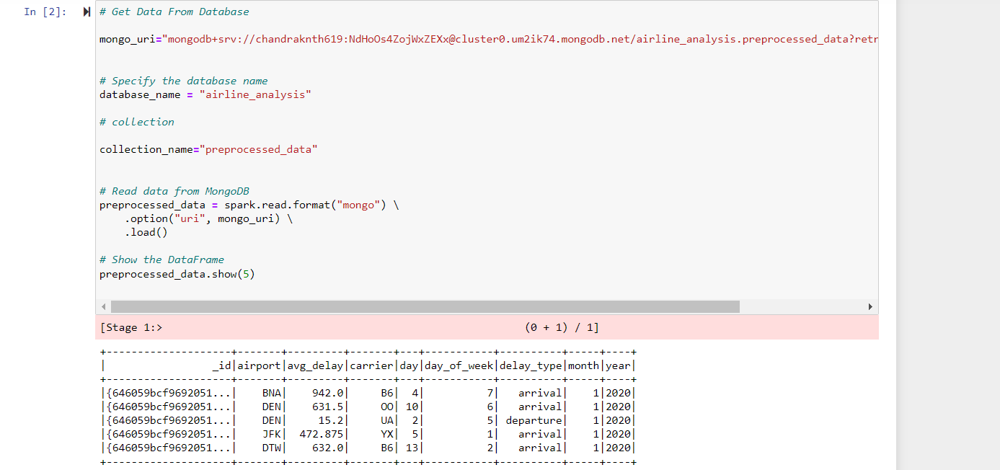 In [2]:
# Get Data From Database
mongo_uri="mongodb+srv://chandraknth619:NdHoOs4ZojWxZEXx@cluster0.um2ik74.mongodb.net/airline_analysis.preprocessed_data?retr
# Specify the database name
database_name = "airline_analysis"
# collection
collection_name="preprocessed_data"
# Read data from MongoDB
preprocessed_data = spark.read.format("mongo") \
.option("uri", mongo_uri) \
.load()
# Show the DataFrame
preprocessed_data.show(5)
[Stage 1:> (0 + 1) / 1]
+--------------------+-------+---------+-------+---+-----------+----------+-----+----+
| _id|airport|avg_delay|carrier|day|day_of_week|delay_type|month|year|
+--------------------+-------+---------+-------+---+-----------+----------+-----+----+
|{646059bcf9692051...| BNA| 942.0| B6| 4| 7| arrival| 1|2020|
|{646059bcf9692051...| DEN| 631.5| OO| 10| 6| arrival| 1|2020|
|{646059bcf9692051...| DEN| 15.2| UA| 2| 5| departure| 1|2020|
|{646059bcf9692051...| JFK| 472.875| YX| 5| 1| arrival| 1|2020|
|{646059bcf9692051...| DTW| 632.0| B6| 13| 2| arrival| 1|2020|
+--------------------+-------+---------+-------+---+-----------+----------+-----+----+